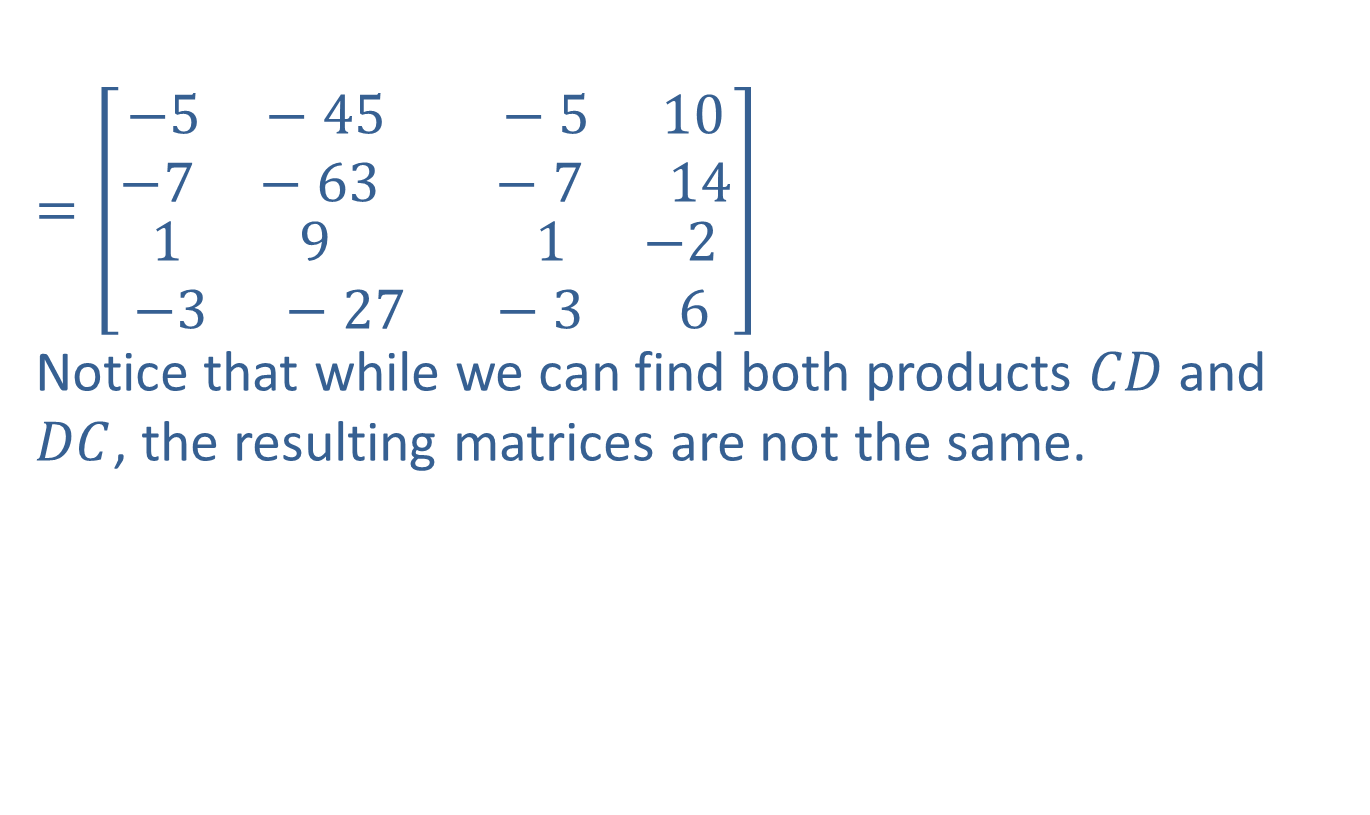 −5 − 45 − 5 10
−7 − 63 − 7 14
=
1 9 1 −2
−3 − 27 − 3 6
Notice that while we can find both products CD and
DC, the resulting matrices are not the same.